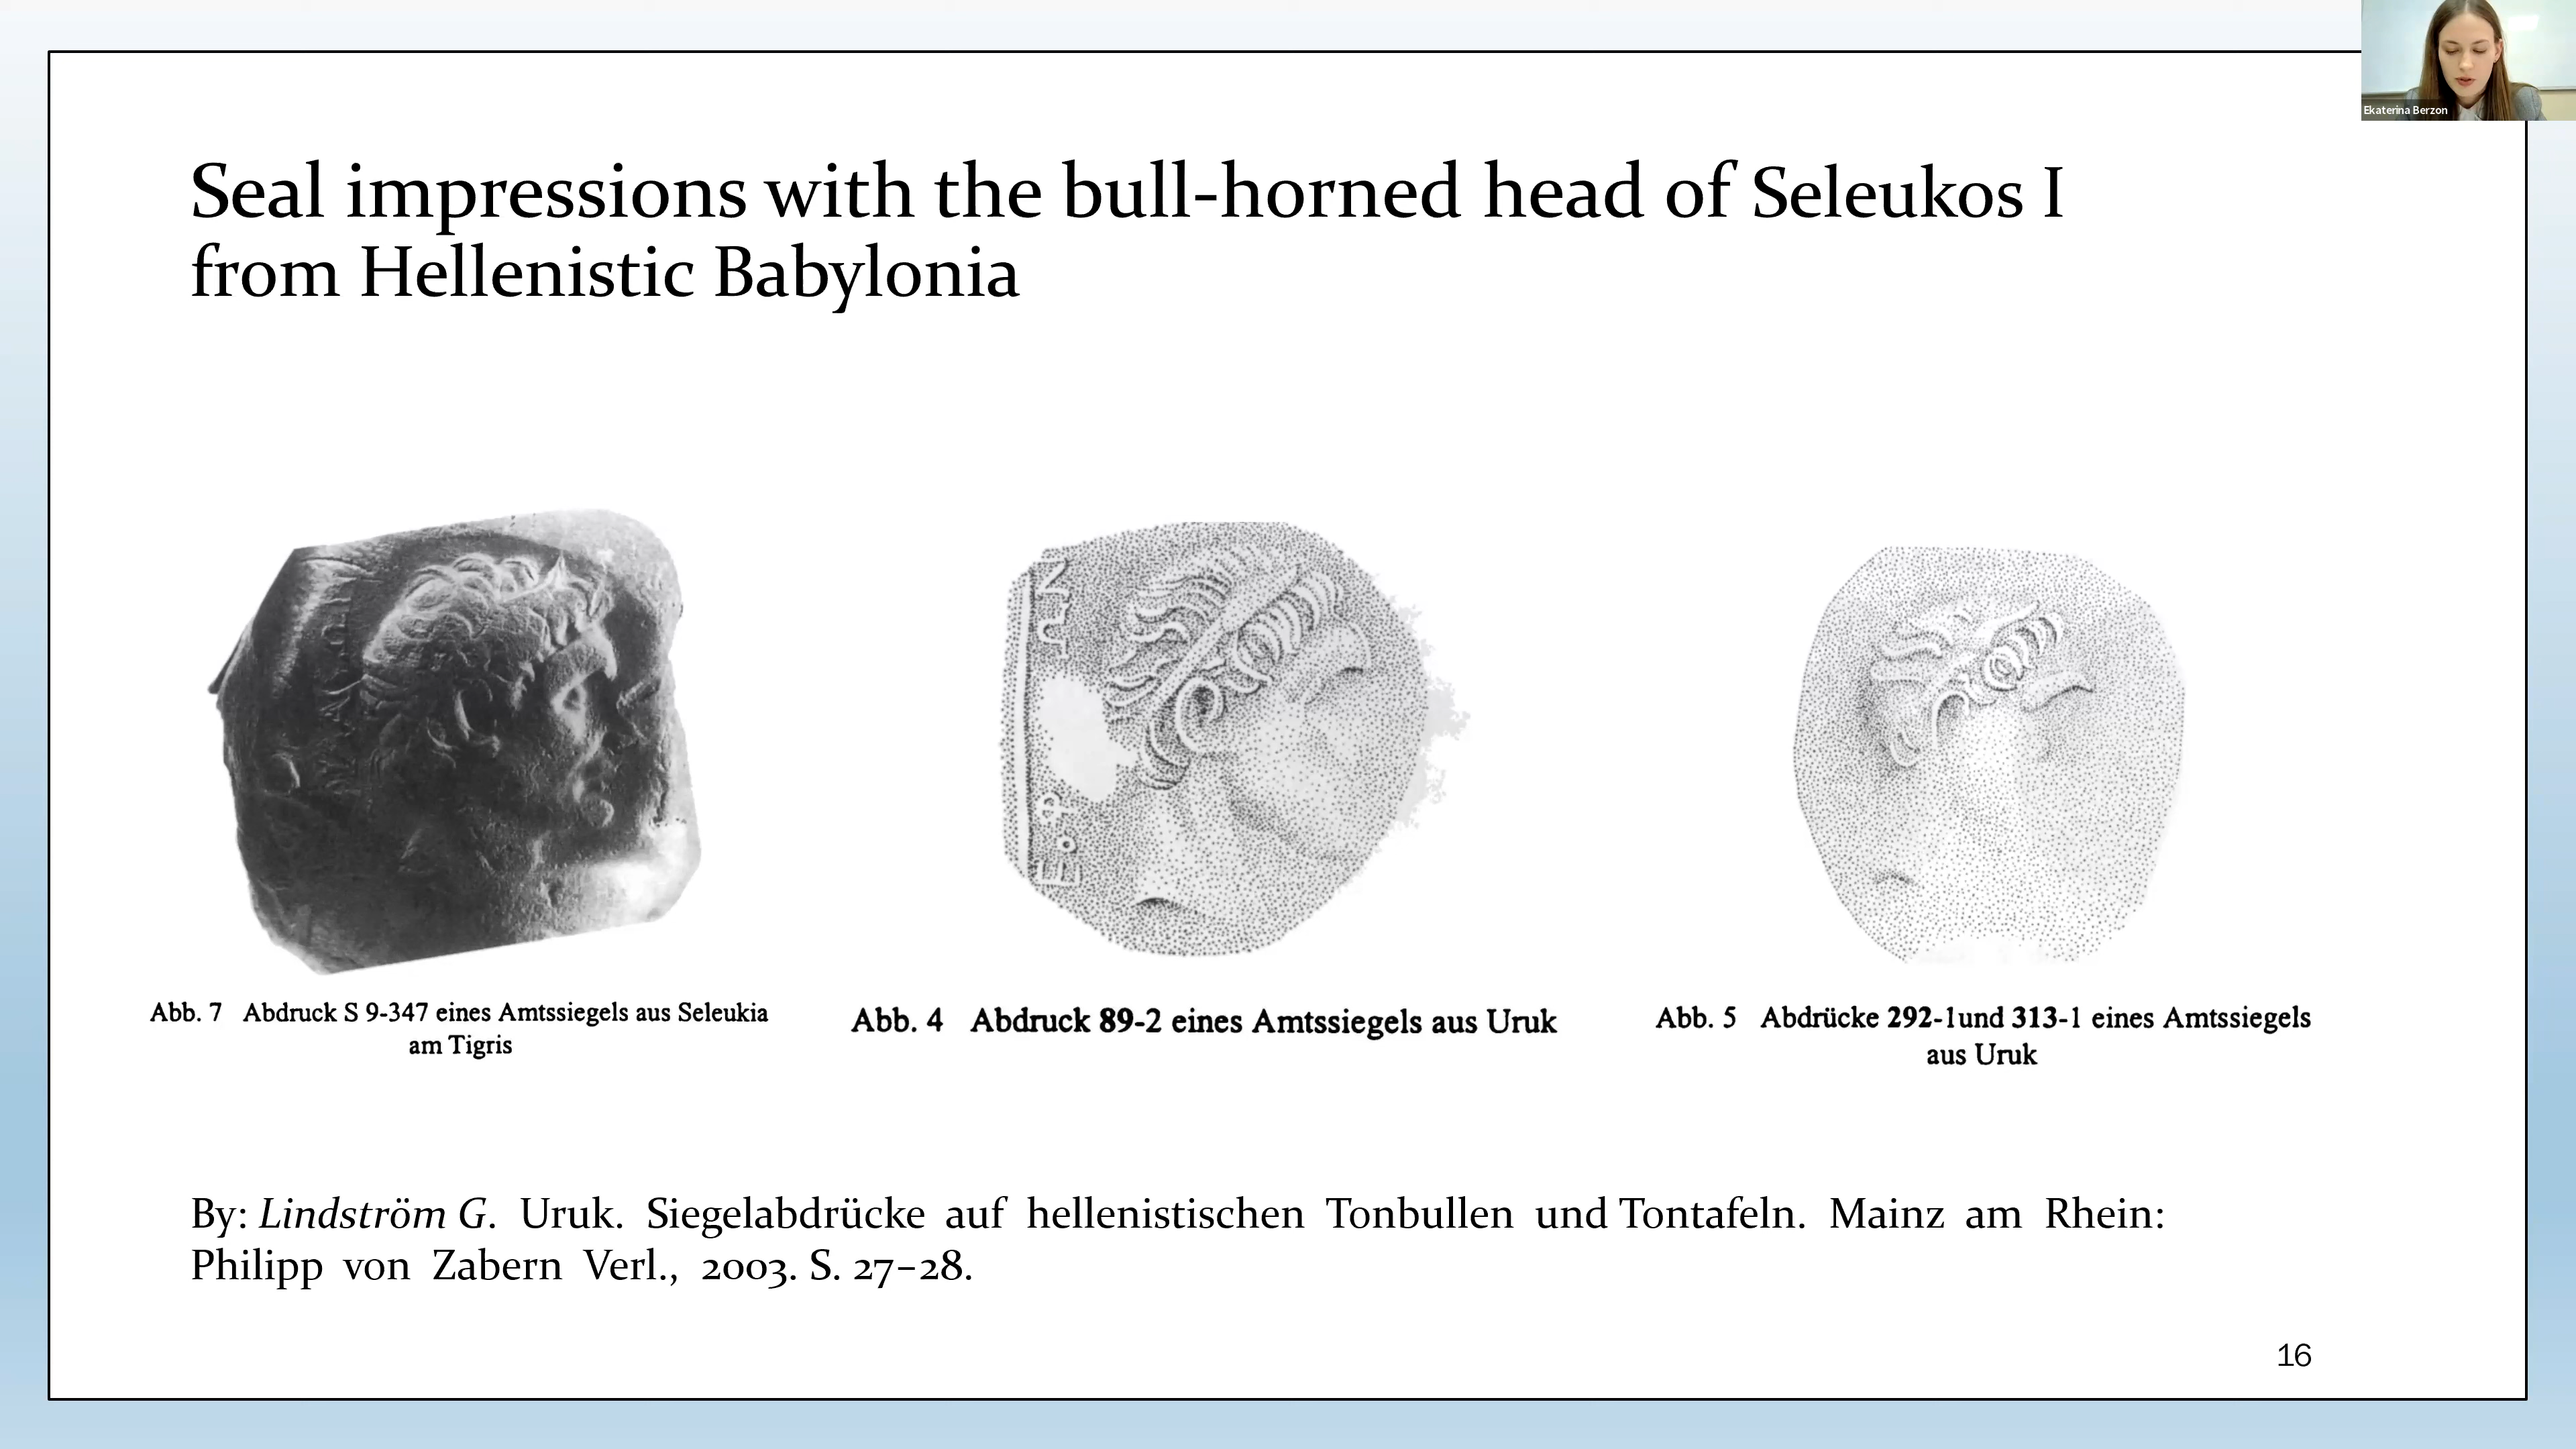 Ekaterina Berzon
Seal impressions with the bull-horned head of Seleukos I
from Hellenistic Babylonia
Abb. 7 Abdruck S 9-347 eines Amtssiegels aus Seleukia
am Tigris
Abb. 4 Abdruck 89-2 eines Amtssiegels aus Uruk
Abb. 5 Abdrücke 292-1und 313-1 eines Amtssiegels
aus Uruk
By: Lindström G. Uruk. Siegelabdrücke auf hellenistischen Tonbullen und Tontafeln. Mainz am Rhein:
Philipp von Zabern Verl., 2003. S. 27–28.
16